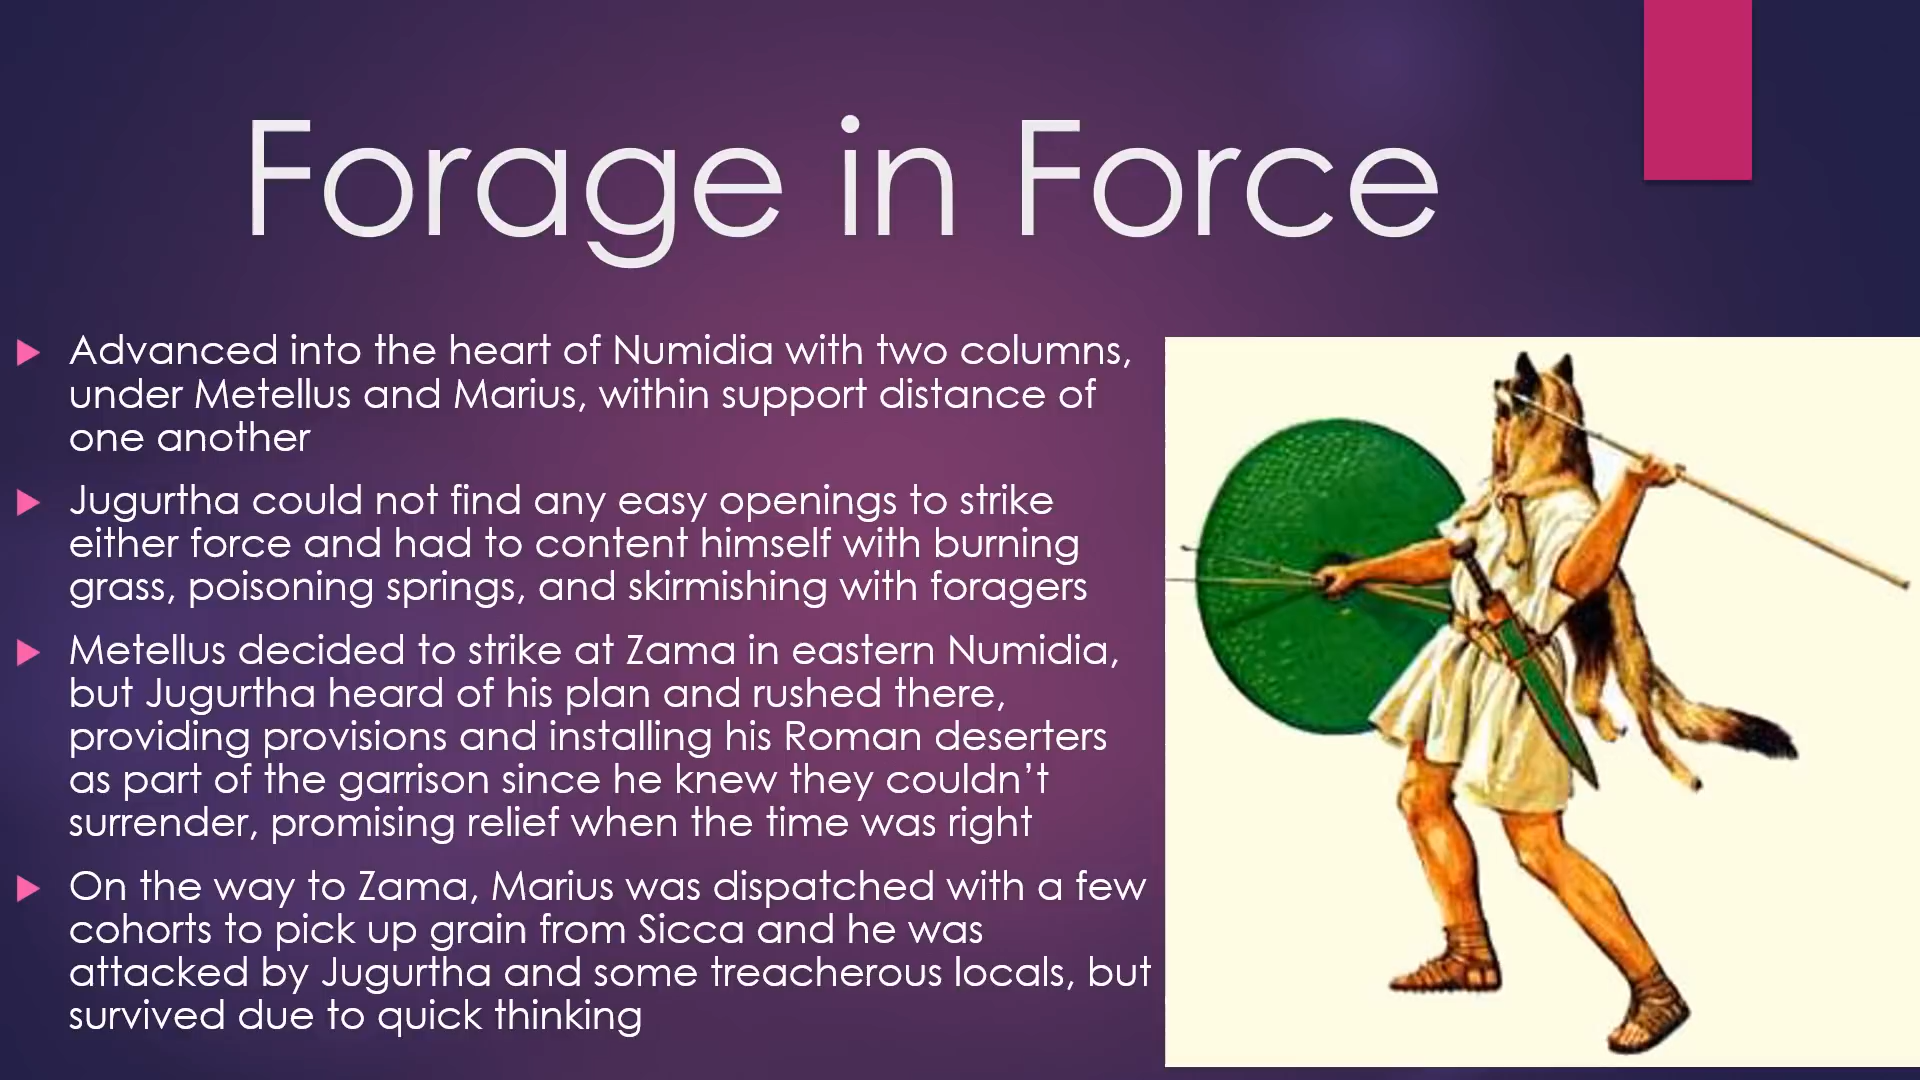 Forage in Force
Advanced into the heart of Numidia with two columns,
under Metellus and Marius, within support distance of
one another
Jugurtha could not find any easy openings to strike
either force and had to content himself with burning
grass, poisoning springs, and skirmishing with foragers
Metellus decided to strike at Zama in eastern Numidia,
but Jugurtha heard of his plan and rushed there,
providing provisions and installing his Roman deserters
as part of the garrison since he knew they couldn’t
surrender, promising relief when the time was right
On the way to Zama, Marius was dispatched with a few
cohorts to pick up grain from Sicca and he was
attacked by Jugurtha and some treacherous locals, but
survived due to quick thinking